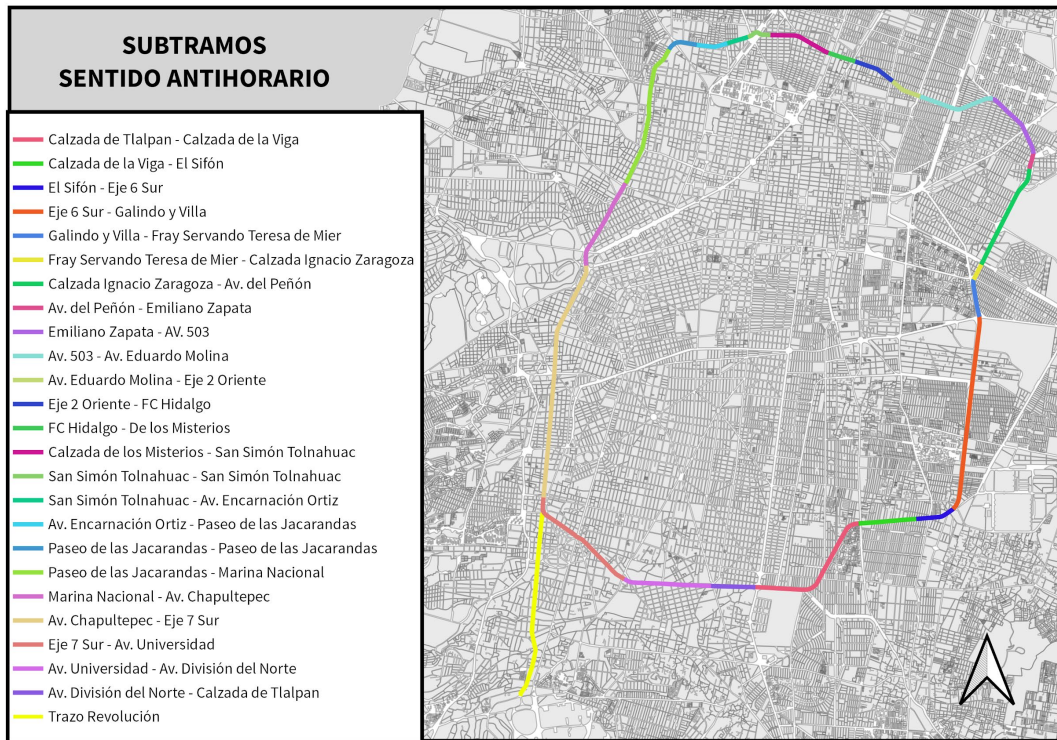 SUBTRAMOS
SENTIDO ANTIHORARIO
Calzada de Tlalpan - Calzada de la Viga
Calzada de la Viga - El Sifón
El Sifón - Eje 6 Sur
Eje 6 Sur - Galindo y Villa
Galindo y Villa - Fray Servando Teresa de Mier
Fray Servando Teresa de Mier - Calzada Ignacio Zaragoza
Calzada Ignacio Zaragoza - Av. del Peñón
Av. del Peñón - Emiliano Zapata
Emiliano Zapata - AV. 503
Av. 503 - Av. Eduardo Molina
Av. Eduardo Molina - Eje 2 Oriente
Eje 2 Oriente - FC Hidalgo
FC Hidalgo - De los Misterios
Calzada de los Misterios - San Simón Tolnahuac
San Simón Tolnahuac - San Simón Tolnahuac
San Simón Tolnahuac - Av. Encarnación Ortiz
Av. Encarnación Ortiz - Paseo de las Jacarandas
Paseo de las Jacarandas - Paseo de las Jacarandas
Paseo de las Jacarandas - Marina Nacional
Marina Nacional - Av. Chapultepec
Av. Chapultepec - Eje 7 Sur
Eje 7 Sur - Av. Universidad
Av. Universidad - Av. División del Norte
Av. División del Norte - Calzada de Tlalpan
Trazo Revolución